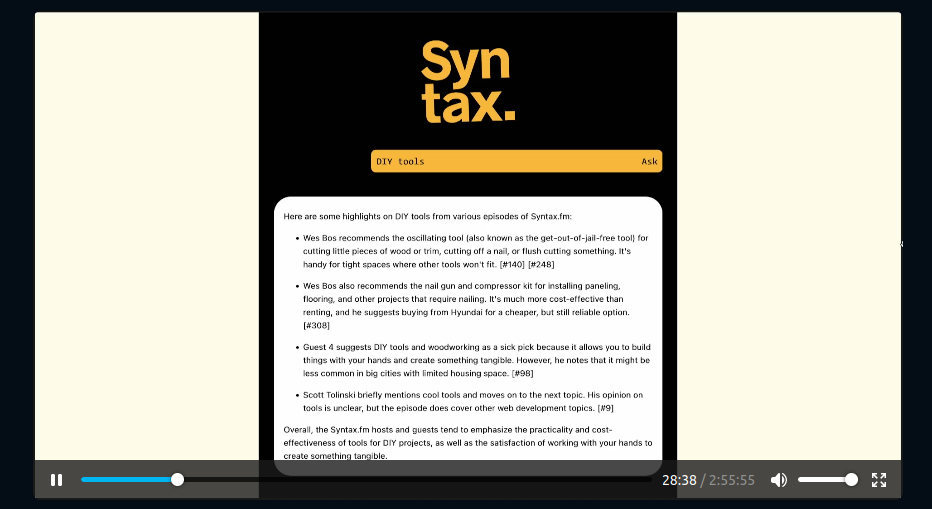 Syn
tax.
DIY tools Ask
Here are some highlights on DIY tools from various episodes of Syntax.fm:
• Wes Bos recommends the oscillating tool (also known as the get-out-of-jail-free tool) for
cutting little pieces of wood or trim, cutting off a nail, or flush cutting something. It's
handy for tight spaces where other tools won't fit. [#140] [#248]
• Wes Bos also recommends the nail gun and compressor kit for installing paneling,
flooring, and other projects that require nailing. It's much more cost-effective than
renting, and he suggests buying from Hyundai for a cheaper, but still reliable option.
[#308]
• Guest 4 suggests DIY tools and woodworking as a sick pick because it allows you to build
things with your hands and create something tangible. However, he notes that it might be
less common in big cities with limited housing space. [#98]
• Scott Tolinski briefly mentions cool tools and moves on to the next topic. His opinion on
tools is unclear, but the episode does cover other web development topics. [#9]
Overall, the Syntax.fm hosts and guests tend to emphasize the practicality and cost-
effectiveness of tools for DIY projects, as well as the satisfaction of working with your hands to
create something tangible.
28:38 / 2:55:55